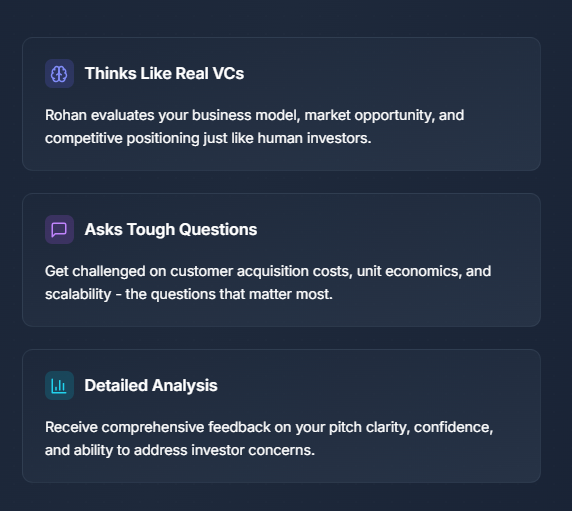 Thinks Like Real VCs
Rohan evaluates your business model, market opportunity, and
competitive positioning just like human investors.
Asks Tough Questions
Get challenged on customer acquisition costs, unit economics, and
scalability - the questions that matter most.
Detailed Analysis
Receive comprehensive feedback on your pitch clarity, confidence,
and ability to address investor concerns.